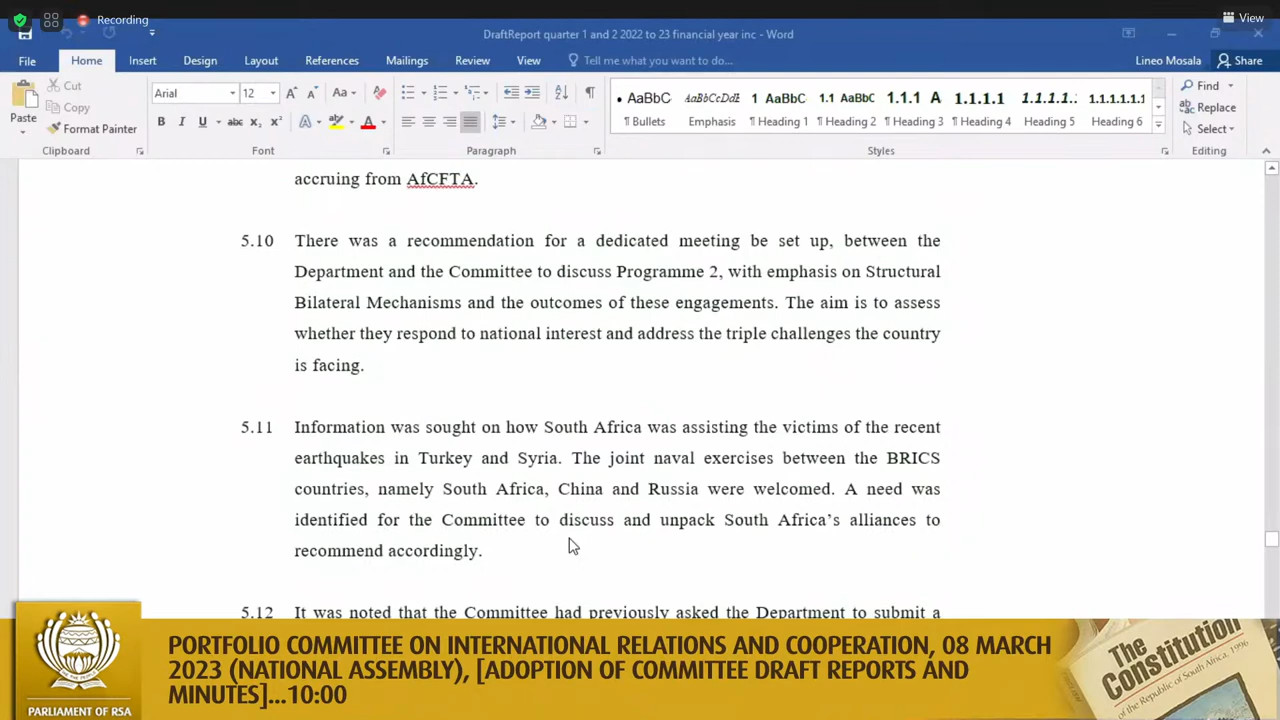 Recording
View
DraftReport quarter 1 and 2 2022 to 23 financial year inc - Word
File Home Insert Design Layout References Mailings Review View Tell me what you want to do... Lineo Mosala Share
Paste
Cut
Copy
Format Painter
Clipboard
Arial 12 Aa
B I U abc x₂ x² A A
Font
Paragraph
AaBbC AaBbCcDdE 1 AaBbC 1.1 AaBbC 1.1.1 A 1.1.1.1 1.1.1.1. 1.1.1.1.1
¶ Bullets Emphasis ¶ Heading 1 ¶ Heading 2 ¶ Heading 3 ¶ Heading 4 Heading 5 Heading 6
Styles
Find
Replace
Select
Editing
accruing from AfCFTA.
5.10 There was a recommendation for a dedicated meeting be set up, between the
Department and the Committee to discuss Programme 2, with emphasis on Structural
Bilateral Mechanisms and the outcomes of these engagements. The aim is to assess
whether they respond to national interest and address the triple challenges the country
is facing.
5.11 Information was sought on how South Africa was assisting the victims of the recent
earthquakes in Turkey and Syria. The joint naval exercises between the BRICS
countries, namely South Africa, China and Russia were welcomed. A need was
identified for the Committee to discuss and unpack South Africa's alliances to
recommend accordingly.
5.12 It was noted that the Committee had previously asked the Department to submit a
PORTFOLIO COMMITTEE ON INTERNATIONAL RELATIONS AND COOPERATION, 08 MARCH
2023 (NATIONAL ASSEMBLY), [ADOPTION OF COMMITTEE DRAFT REPORTS AND
MINUTES]...10:00
PARLIAMENT OF RSA
The
Constitution
of the Republic of South Africa, 1996